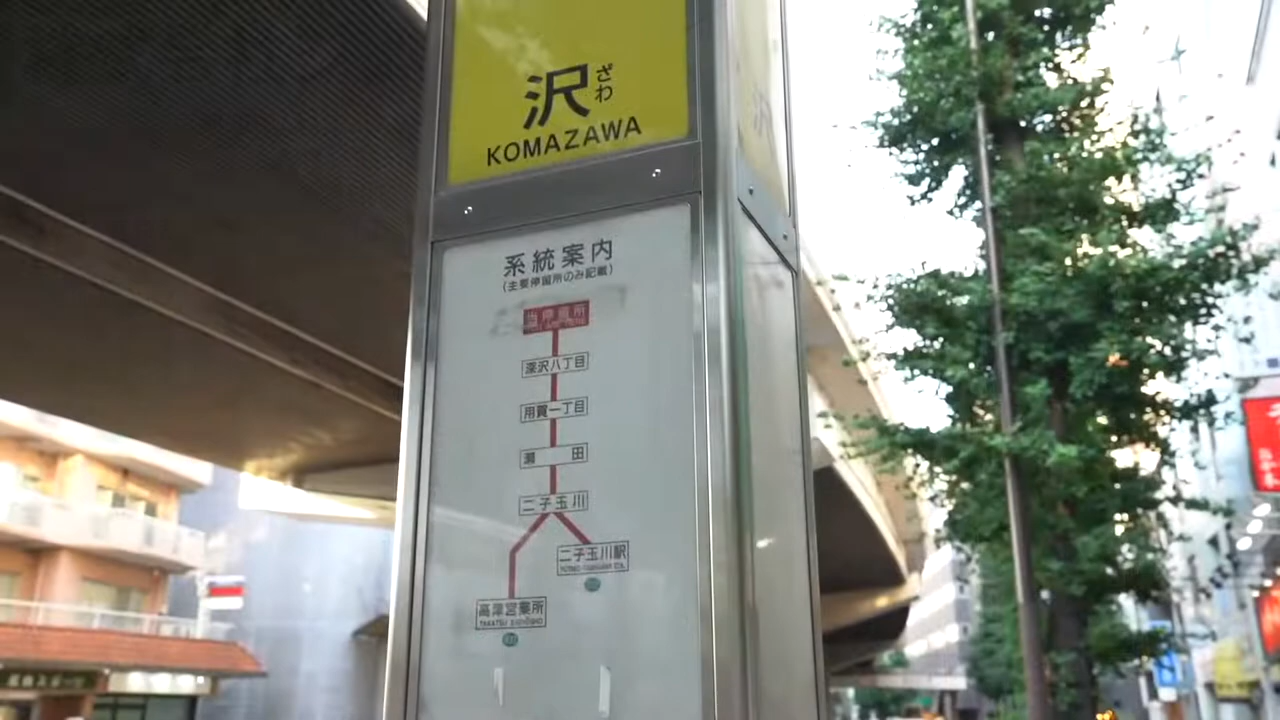 沢
ざわ
KOMAZAWA
系統案内
(主要停留所のみ記載)
当停留所
深沢八丁目
用賀一丁目
瀬田
二子玉川
二子玉川駅
高津営業所
TAKATSU EIGYOSHO